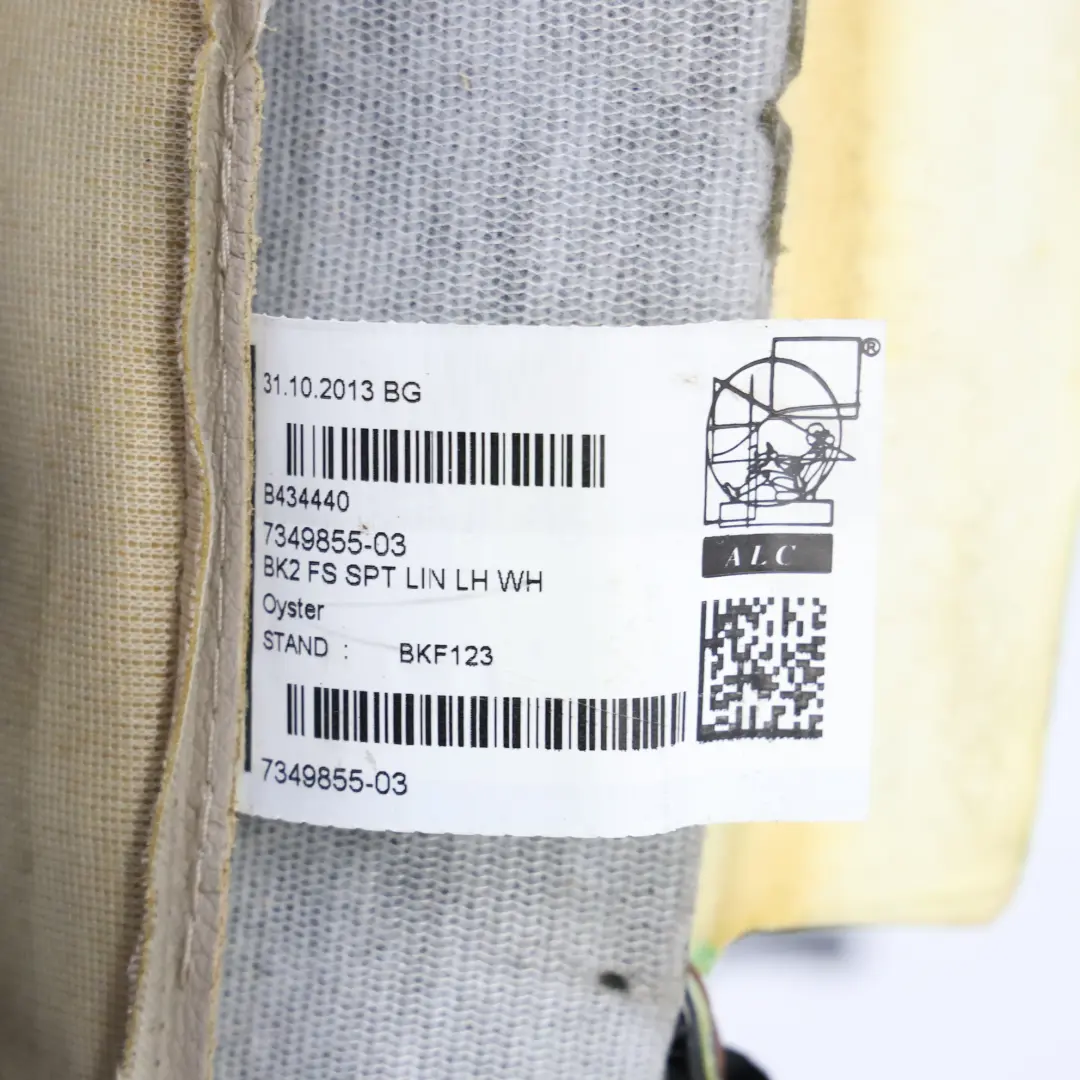 31.10.2013 BG
B434440
7349855-03
BK2 FS SPT LIN LH WH
Oyster
STAND : BKF123
7349855-03
®
ALC